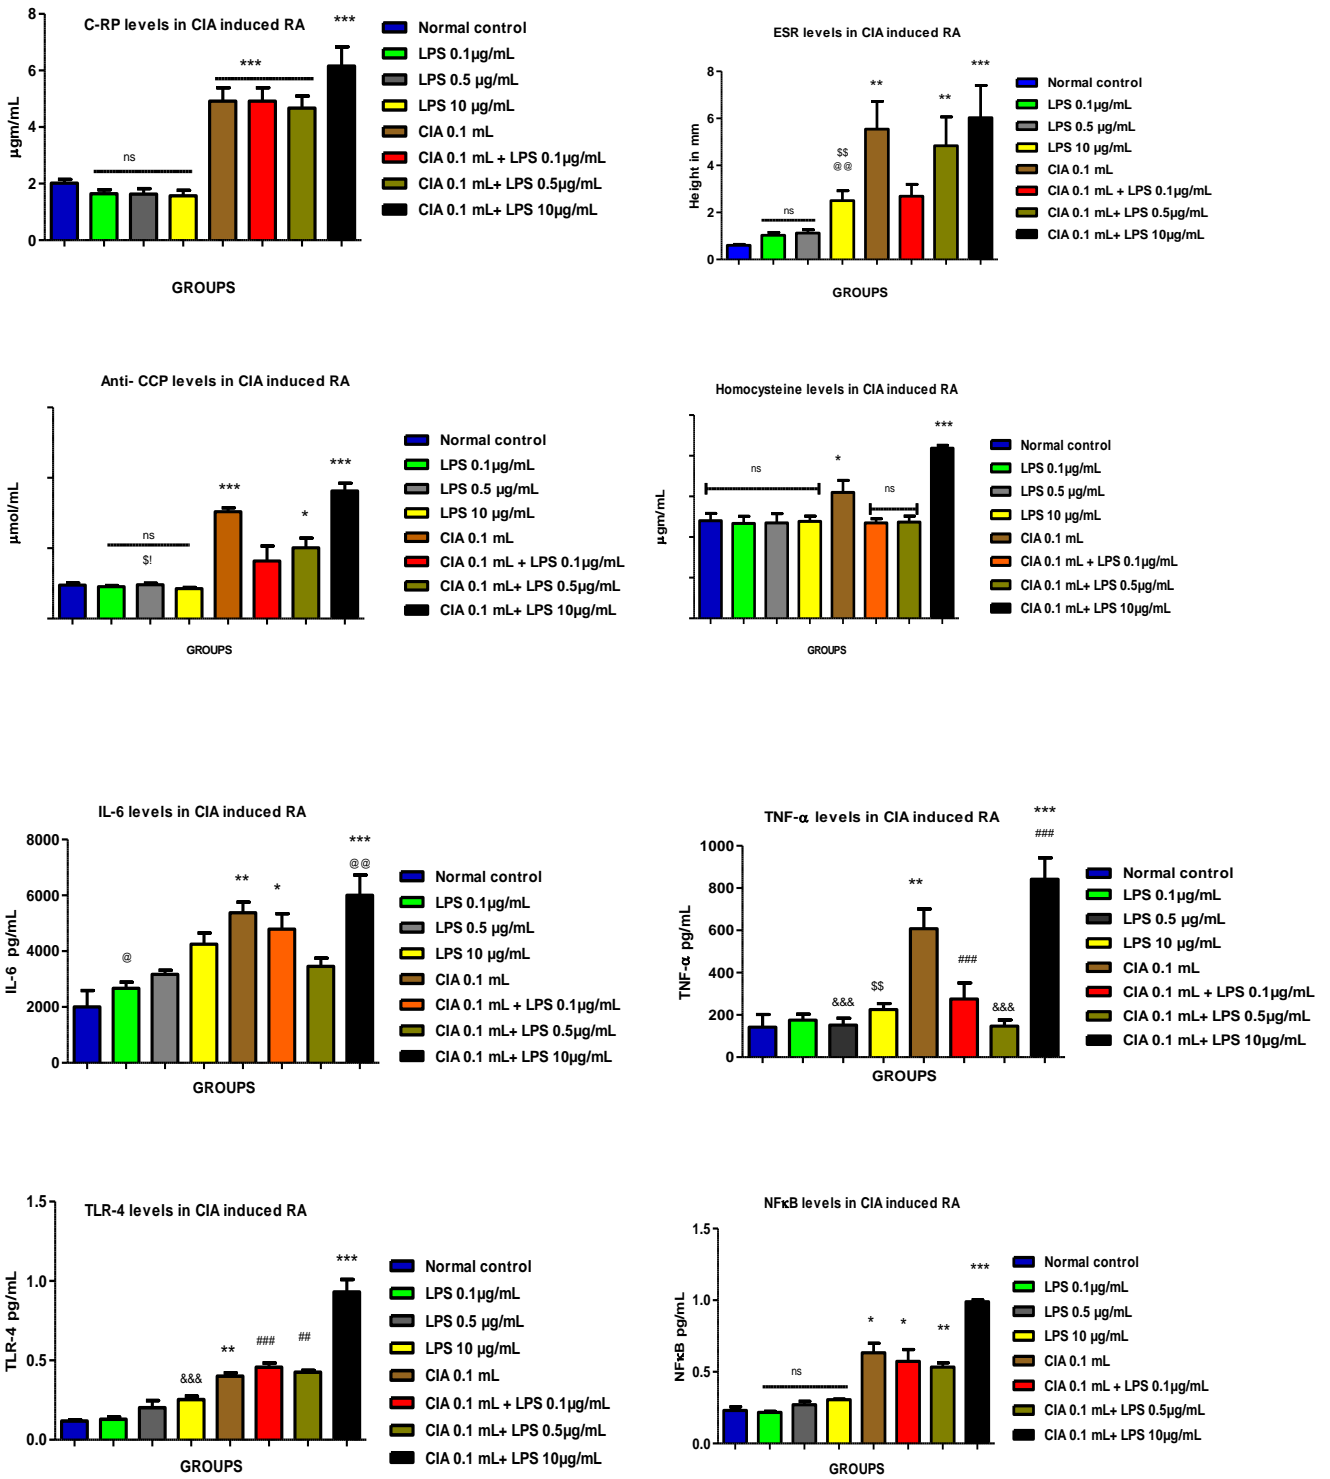 C-RP levels in CIA induced RA
8
6
4
2
0
µgm/mL
ns
***
***
GROUPS
Normal control
LPS 0.1µg/mL
LPS 0.5 µg/mL
LPS 10 µg/mL
CIA 0.1 mL
CIA 0.1 mL + LPS 0.1µg/mL
CIA 0.1 mL+ LPS 0.5µg/mL
CIA 0.1 mL+ LPS 10µg/mL
ESR levels in CIA induced RA
8
6
4
2
0
Height in mm
ns
$$
@@
**
**
***
GROUPS
Normal control
LPS 0.1µg/mL
LPS 0.5 µg/mL
LPS 10 µg/mL
CIA 0.1 mL
CIA 0.1 mL + LPS 0.1µg/mL
CIA 0.1 mL+ LPS 0.5µg/mL
CIA 0.1 mL+ LPS 10µg/mL
Anti- CCP levels in CIA induced RA
µmol/mL
ns
$!
***
*
***
GROUPS
Normal control
LPS 0.1µg/mL
LPS 0.5 µg/mL
LPS 10 µg/mL
CIA 0.1 mL
CIA 0.1 mL + LPS 0.1µg/mL
CIA 0.1 mL+ LPS 0.5µg/mL
CIA 0.1 mL+ LPS 10µg/mL
Homocysteine levels in CIA induced RA
µgm/mL
ns
*
ns
***
GROUPS
Normal control
LPS 0.1µg/mL
LPS 0.5 µg/mL
LPS 10 µg/mL
CIA 0.1 mL
CIA 0.1 mL + LPS 0.1µg/mL
CIA 0.1 mL+ LPS 0.5µg/mL
CIA 0.1 mL+ LPS 10µg/mL
IL-6 levels in CIA induced RA
8000
6000
4000
2000
0
IL-6 pg/mL
@
**
*
***
@@
GROUPS
Normal control
LPS 0.1µg/mL
LPS 0.5 µg/mL
LPS 10 µg/mL
CIA 0.1 mL
CIA 0.1 mL + LPS 0.1µg/mL
CIA 0.1 mL+ LPS 0.5µg/mL
CIA 0.1 mL+ LPS 10µg/mL
TNF-α levels in CIA induced RA
1000
800
600
400
200
0
TNF-α pg/mL
&&&
$$
**
###
&&&
***
###
GROUPS
Normal control
LPS 0.1µg/mL
LPS 0.5 µg/mL
LPS 10 µg/mL
CIA 0.1 mL
CIA 0.1 mL + LPS 0.1µg/mL
CIA 0.1 mL+ LPS 0.5µg/mL
CIA 0.1 mL+ LPS 10µg/mL
TLR-4 levels in CIA induced RA
1.5
1.0
0.5
0.0
TLR-4 pg/mL
&&&
**
###
##
***
GROUPS
Normal control
LPS 0.1µg/mL
LPS 0.5 µg/mL
LPS 10 µg/mL
CIA 0.1 mL
CIA 0.1 mL + LPS 0.1µg/mL
CIA 0.1 mL+ LPS 0.5µg/mL
CIA 0.1 mL+ LPS 10µg/mL
NFκB levels in CIA induced RA
1.5
1.0
0.5
0.0
NFκB pg/mL
ns
*
*
**
***
GROUPS
Normal control
LPS 0.1µg/mL
LPS 0.5 µg/mL
LPS 10 µg/mL
CIA 0.1 mL
CIA 0.1 mL + LPS 0.1µg/mL
CIA 0.1 mL+ LPS 0.5µg/mL
CIA 0.1 mL+ LPS 10µg/mL